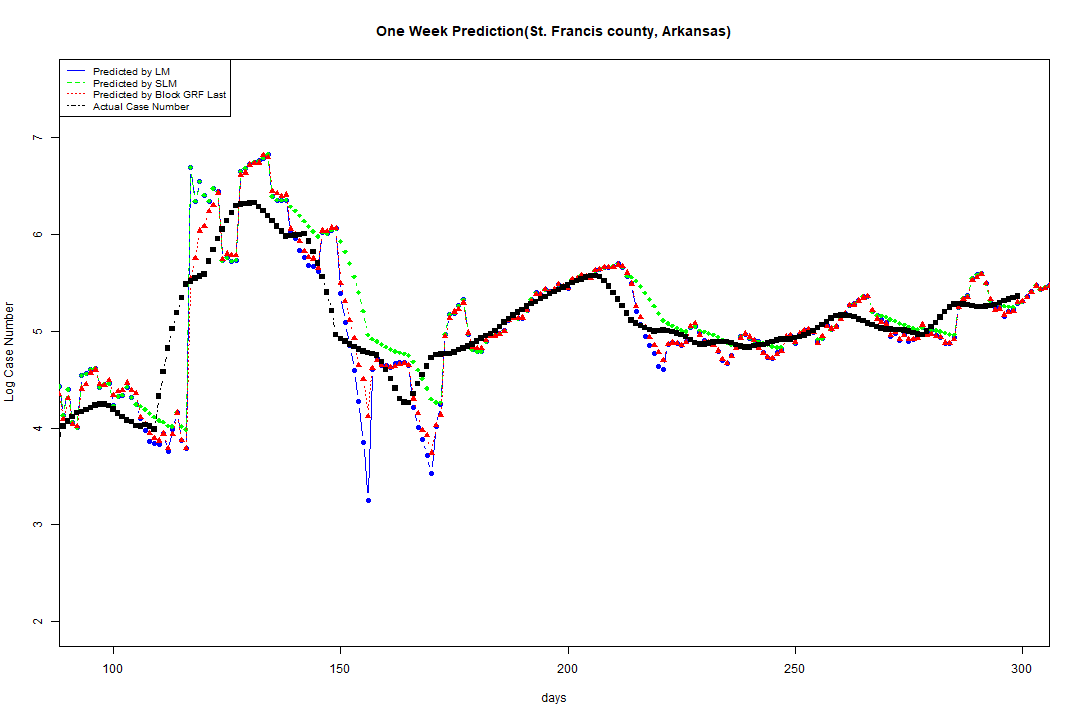 One Week Prediction(St. Francis county, Arkansas)
Predicted by LM
Predicted by SLM
Predicted by Block GRF Last
Actual Case Number
7
6
5
4
3
2
Log Case Number
100 150 200 250 300
days